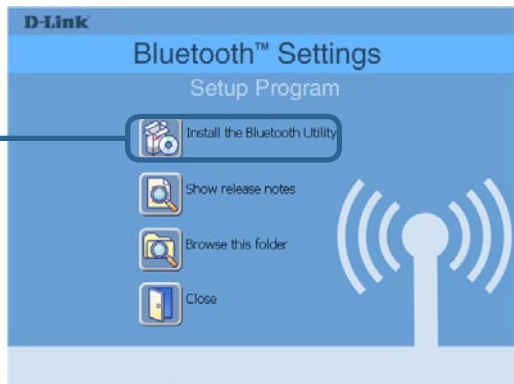 D-Link
Bluetooth™ Settings
Setup Program
Install the Bluetooth Utility
Show release notes
Browse this folder
Close